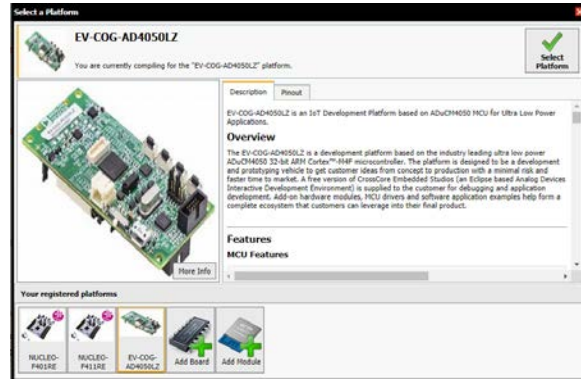 Select a Platform
EV-COG-AD4050LZ
You are currently compiling for the "EV-COG-AD4050LZ" platform.
Select
Platform
Description
Pinout
EV-COG-AD4050LZ is an IoT Development Platform based on ADuCM4050 MCU for Ultra Low Power
Applications.
Overview
The EV-COG-AD4050LZ is a development platform based on the industry leading ultra low power
ADuCM4050 32-bit ARM Cortex™-M4F microcontroller. The platform is designed to be a development
and prototyping vehicle to get customer ideas from concept to production with a minimal risk and
faster time to market. A free version of CrossCore Embedded Studios (an Eclipse based Analog Devices
Interactive Development Environment) is supplied to the customer for debugging and application
development. Add-on hardware modules, MCU drivers and software application examples help form a
complete ecosystem that customers can leverage into their final product.
Features
MCU Features
More Info
Your registered platforms
NUCLEO-
F401RE
NUCLEO-
F411RE
EV-COG-
AD4050LZ
Add Board
Add Module